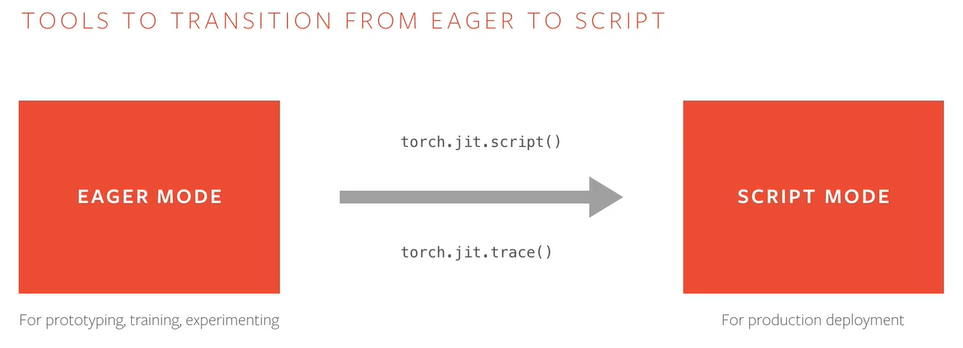 TOOLS TO TRANSITION FROM EAGER TO SCRIPT
torch.jit.script()
EAGER MODE
SCRIPT MODE
torch.jit.trace()
For prototyping, training, experimenting
For production deployment